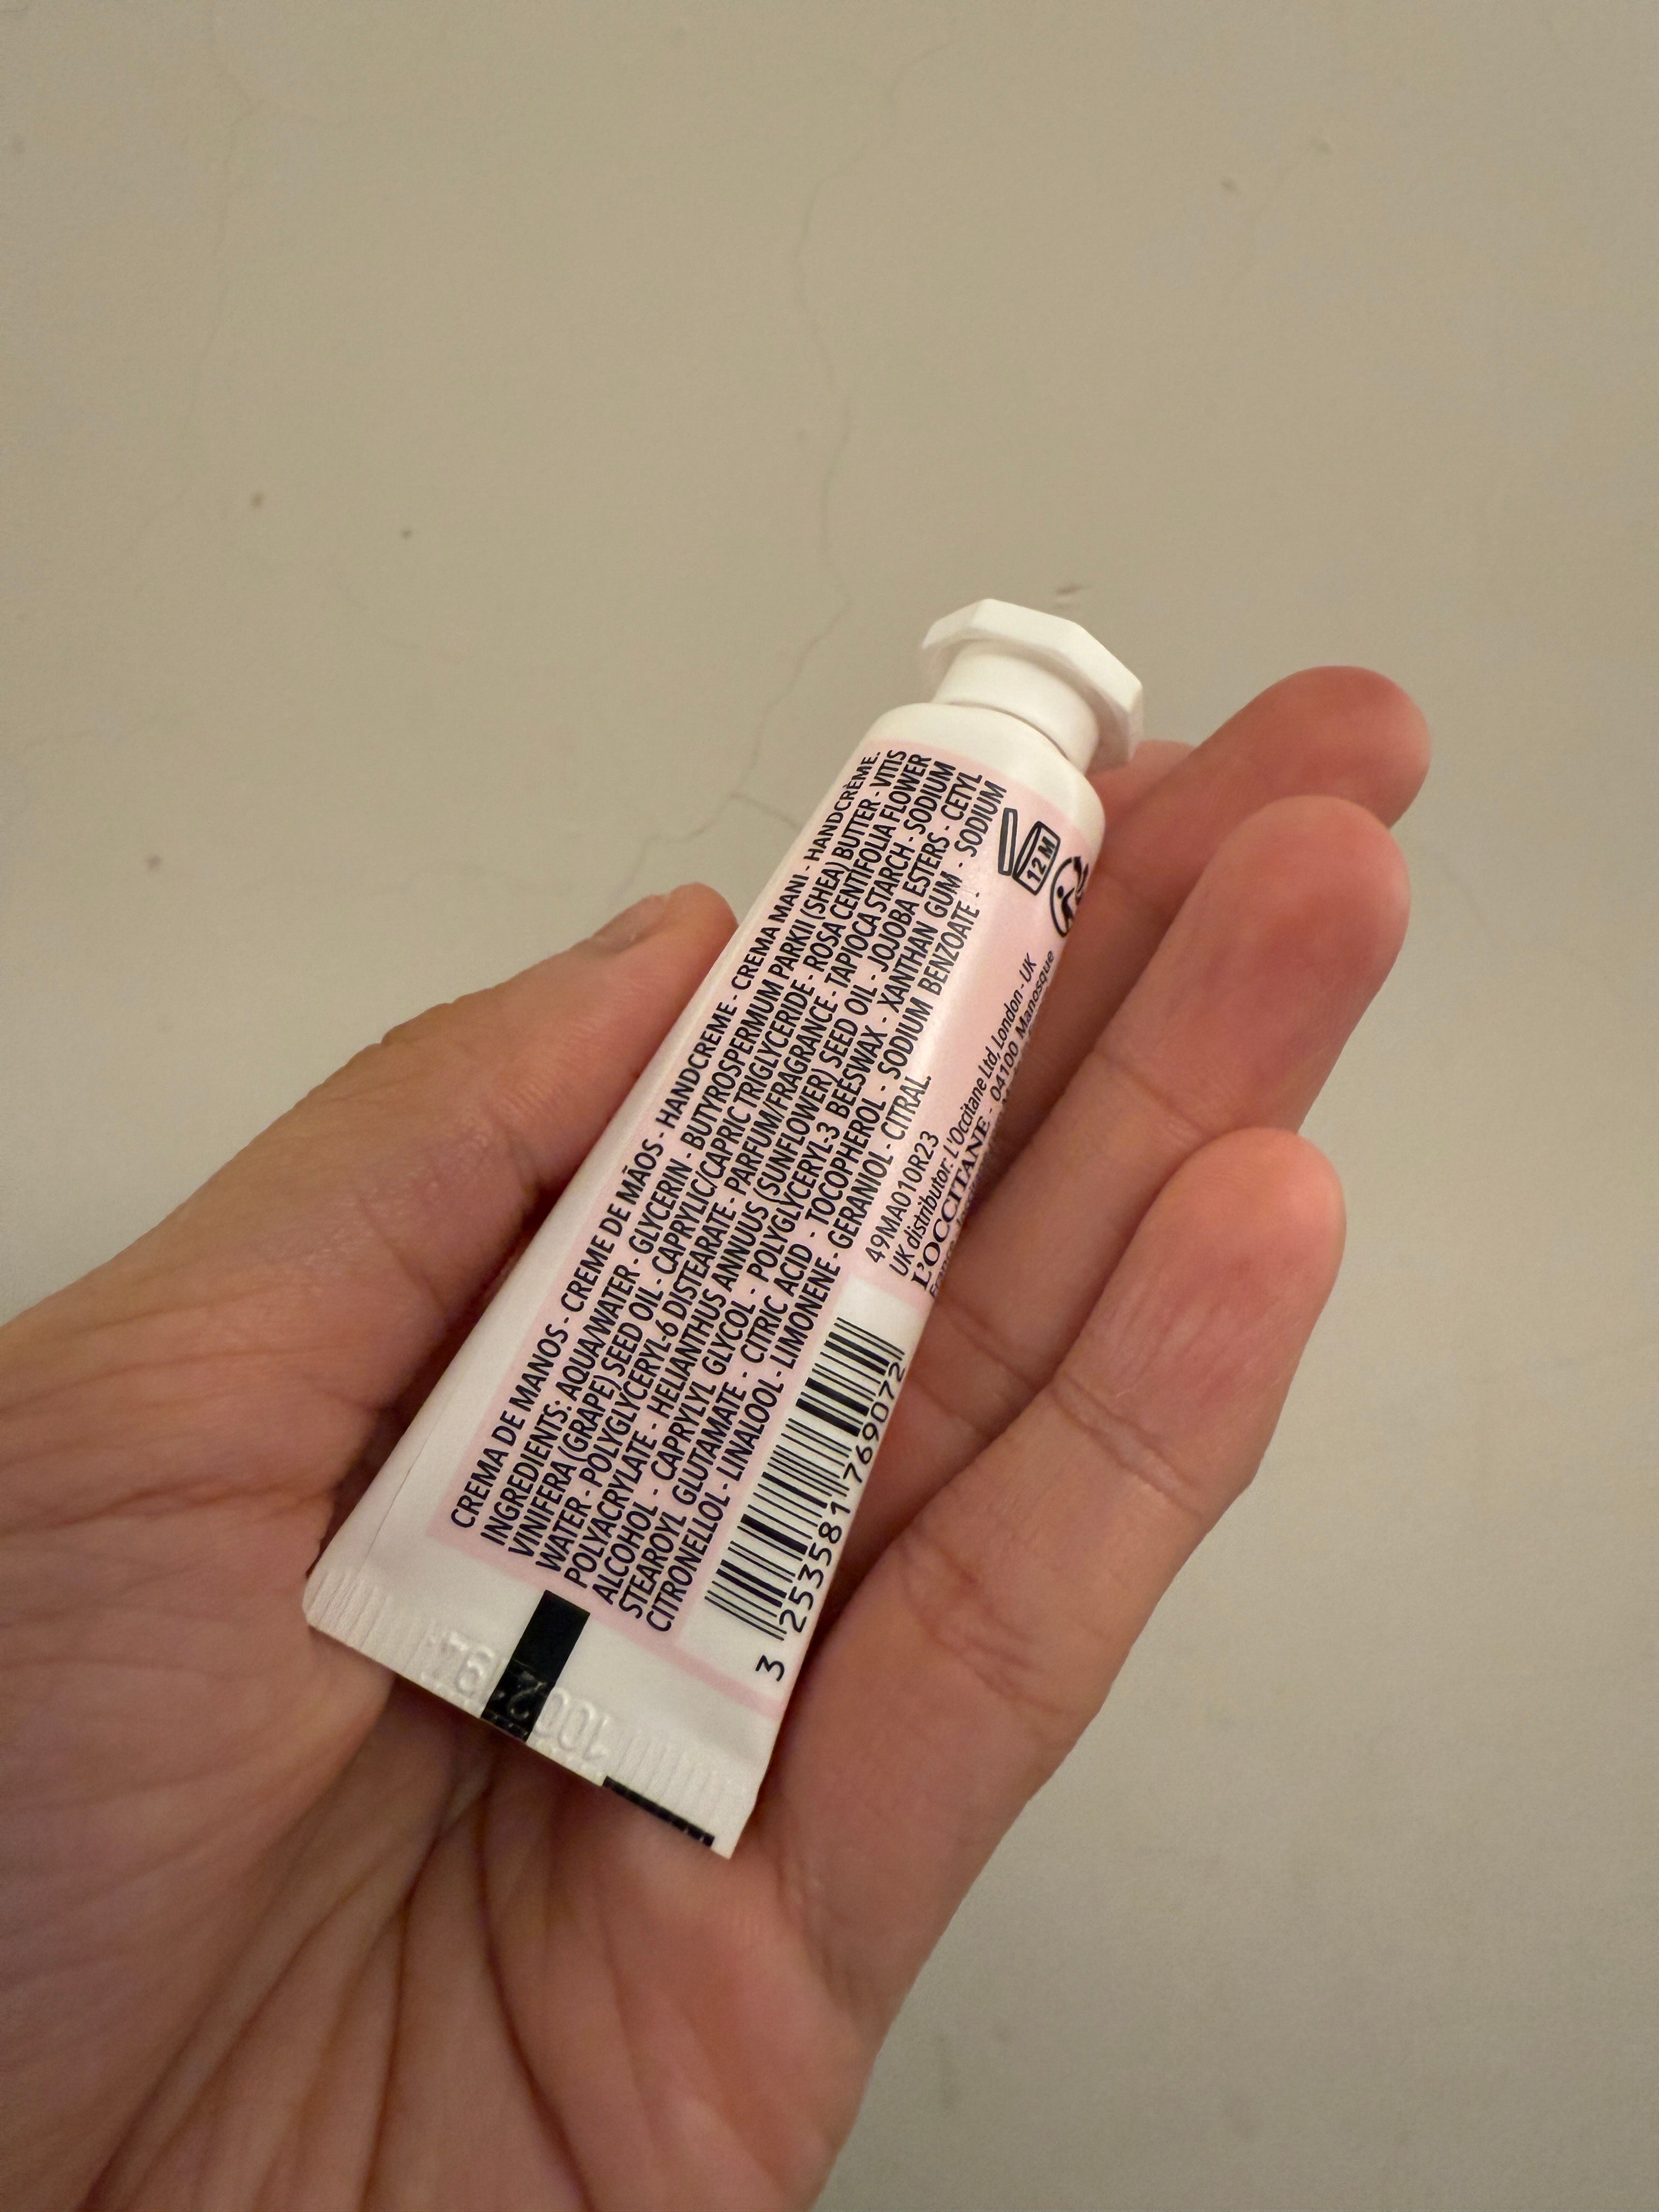 CREMA DE MANOS - CREME DE MÃOS - HANDCREME - CREMA MANI - HANDCRÈME.
INGREDIENTS: AQUA/WATER - GLYCERIN - BUTYROSPERMUM PARKII (SHEA) BUTTER - VITIS
VINIFERA (GRAPE) SEED OIL - CAPRYLIC/CAPRIC TRIGLYCERIDE - ROSA CENTIFOLIA FLOWER
WATER - POLYGLYCERYL-6 DISTEARATE - PARFUM/FRAGRANCE - TAPIOCA STARCH - SODIUM
POLYACRYLATE - HELIANTHUS ANNUUS (SUNFLOWER) SEED OIL - JOJOBA ESTERS - CETYL
ALCOHOL - CAPRYLYL GLYCOL - POLYGLYCERYL-3 BEESWAX - XANTHAN GUM - SODIUM
STEAROYL GLUTAMATE - CITRIC ACID - TOCOPHEROL - SODIUM BENZOATE -
CITRONELLOL - LINALOOL - LIMONENE - GERANIOL - CITRAL.
12 M
49MA010R23
UK distributor: L'Occitane Ltd, London - UK
L'OCCITANE - 04100 Manosque
3 253581 769072